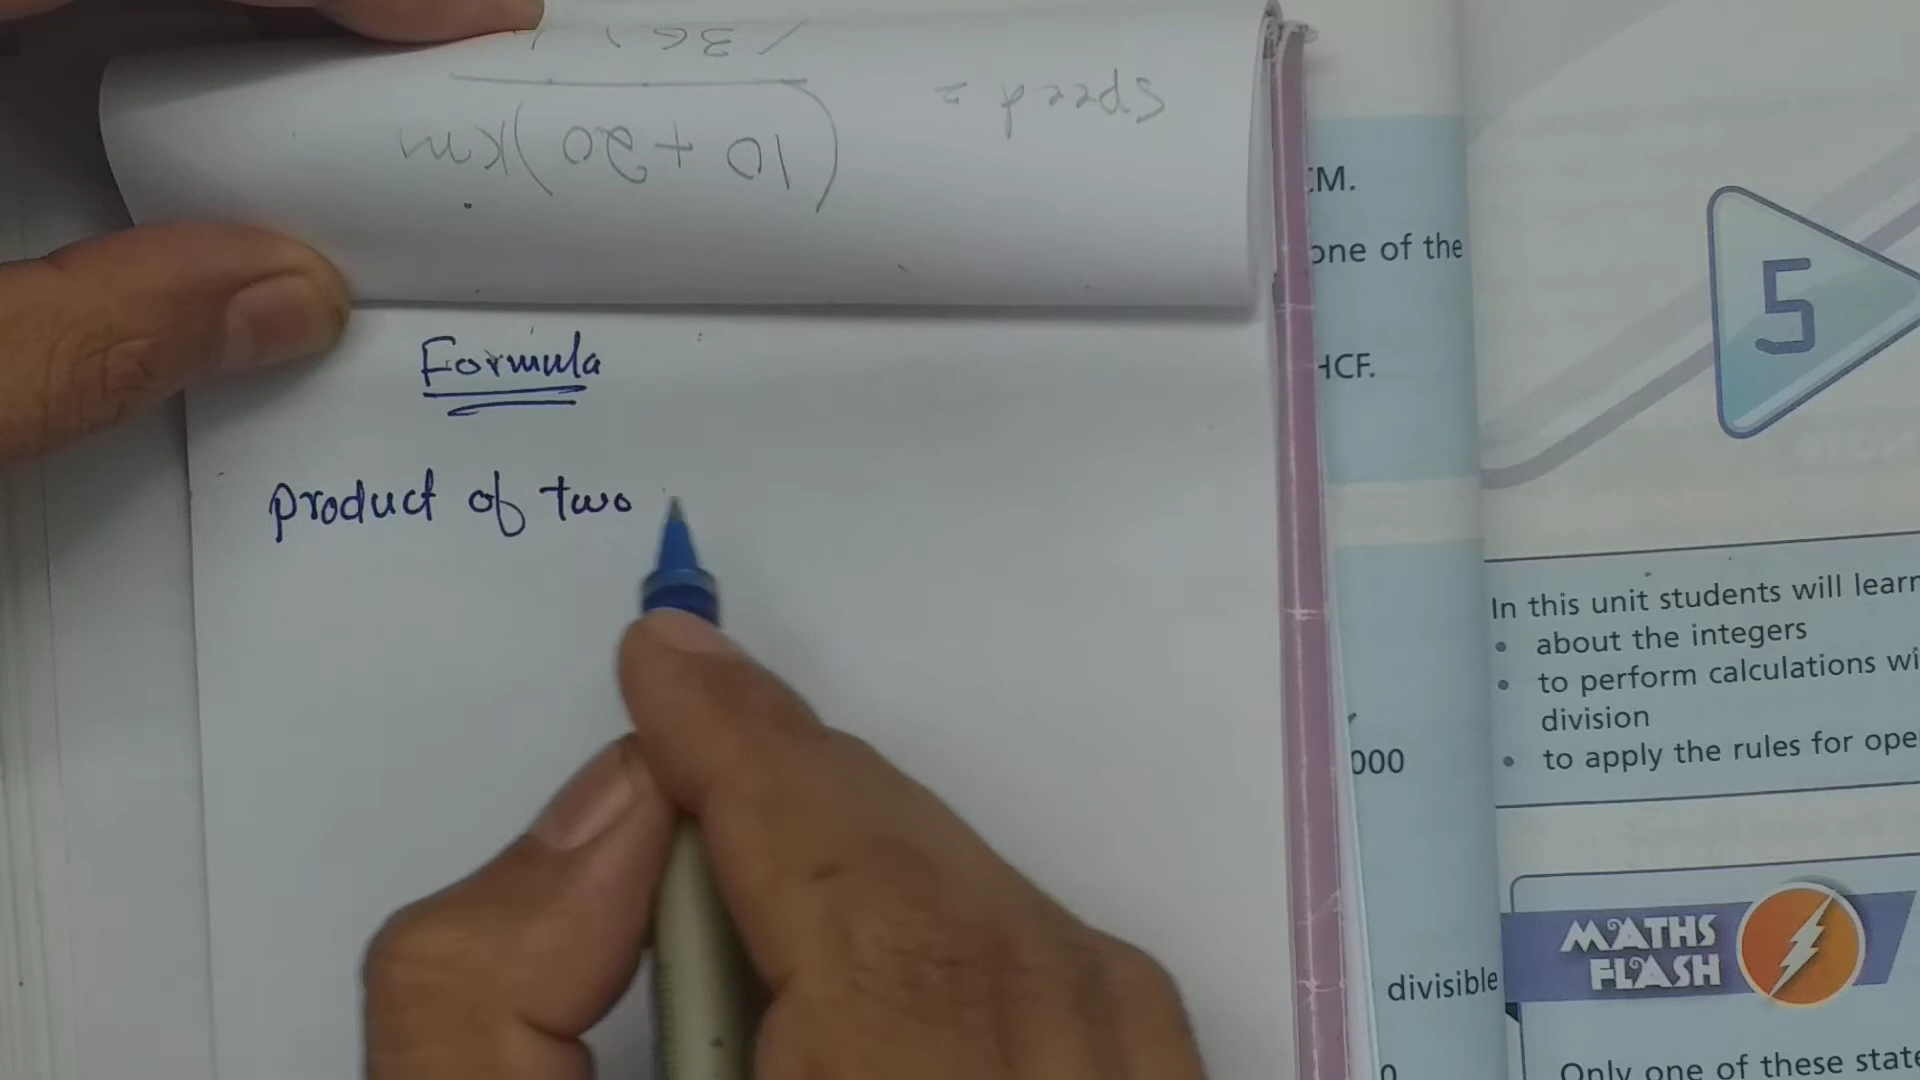 Speed =
(10 + 20) km
Formula
product of two
CM.
one of the
HCF.
000
divisible
5
In this unit students will learn
• about the integers
• to perform calculations wi
division
• to apply the rules for ope
MATHS
FLASH
Only one of these state